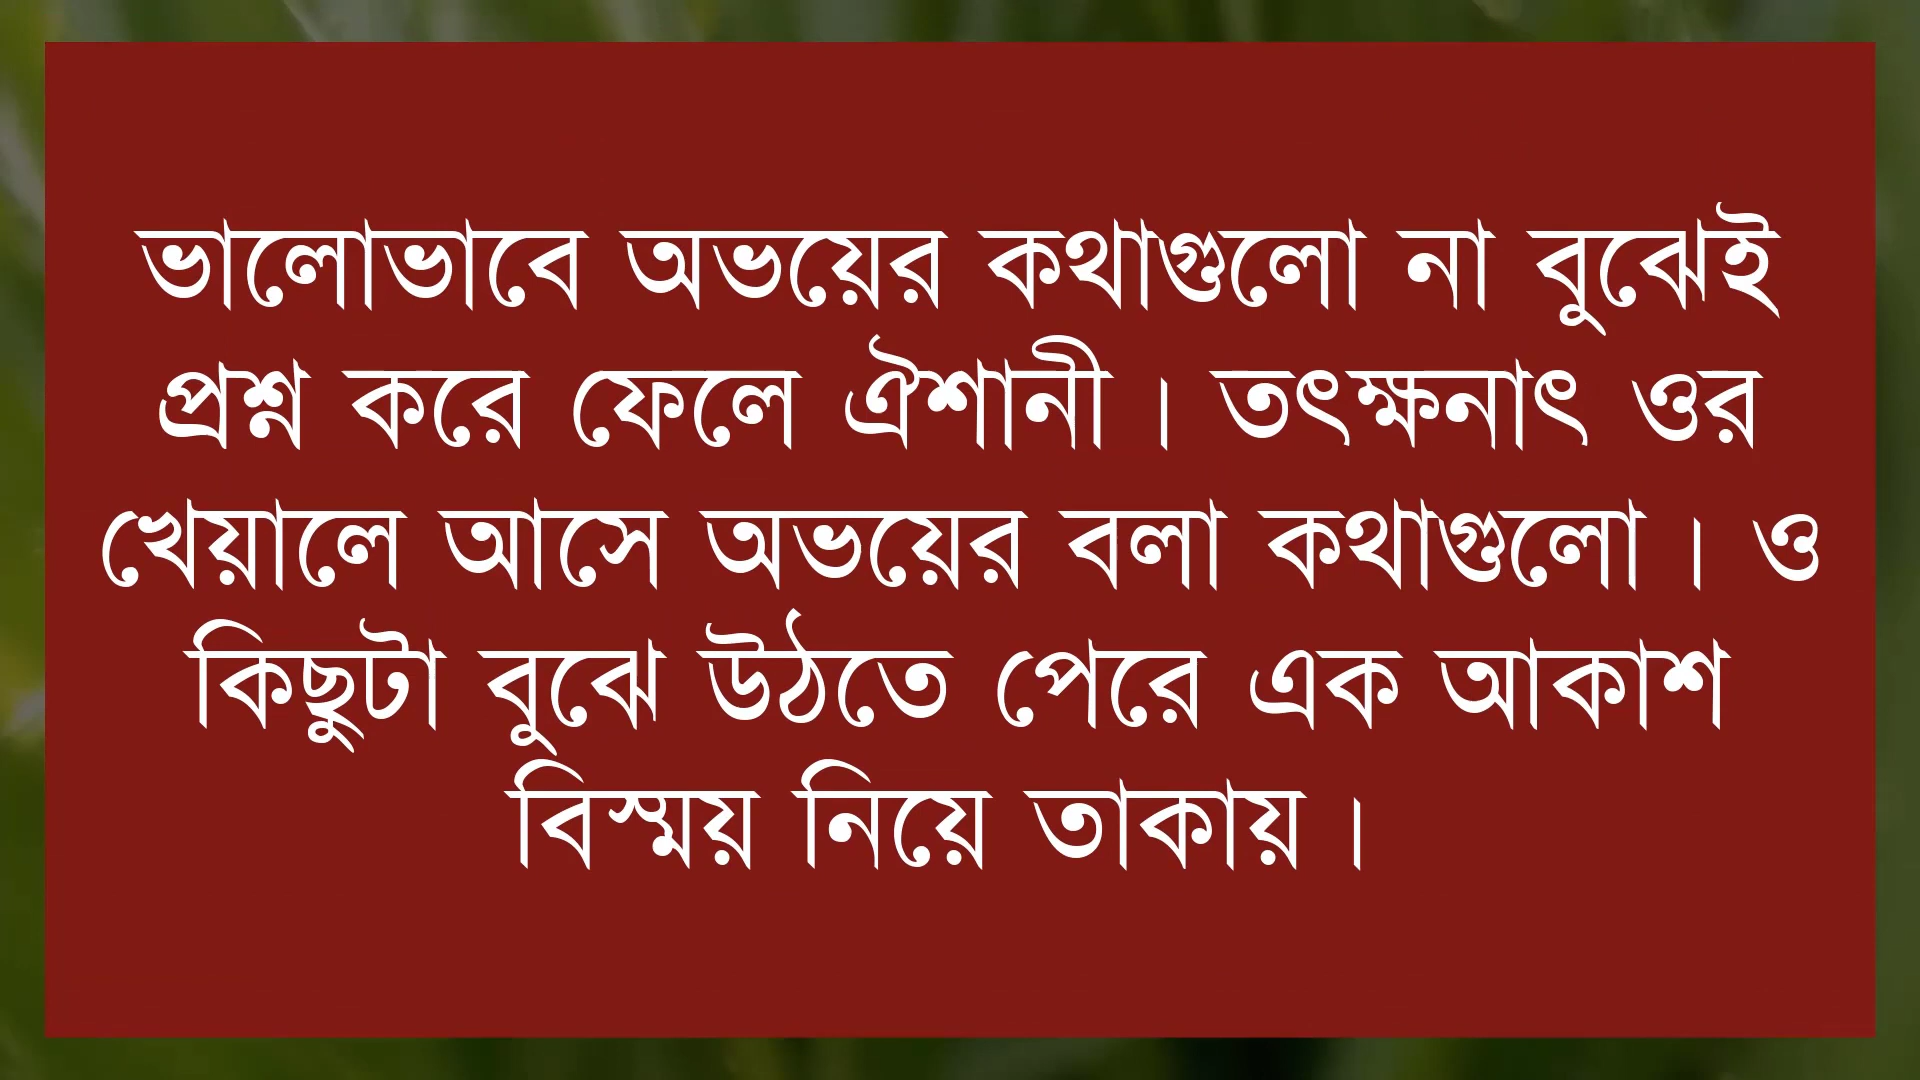 ভালোভাবে অভয়ের কথাগুলো না বুঝেই
প্রশ্ন করে ফেলে ঐশানী । তৎক্ষনাৎ ওর
খেয়ালে আসে অভয়ের বলা কথাগুলো । ও
কিছুটা বুঝে উঠতে পেরে এক আকাশ
বিস্ময় নিয়ে তাকায় ।